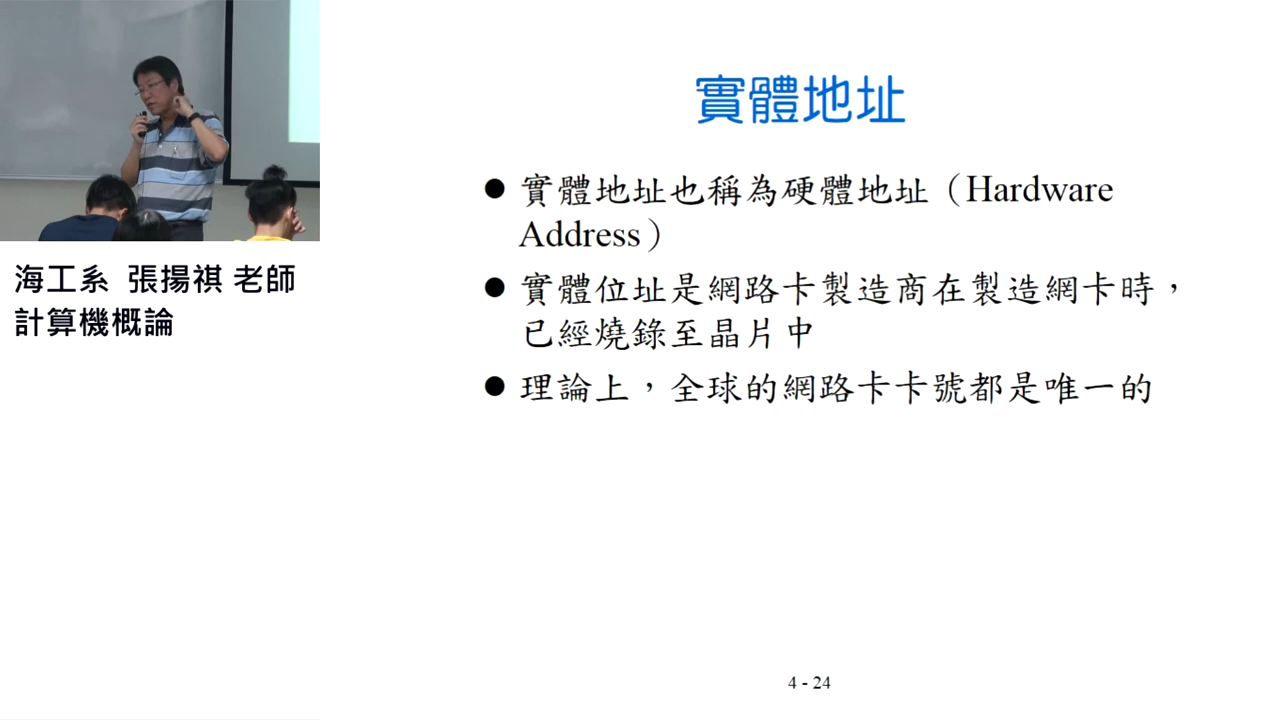 海工系 張揚祺 老師
計算機概論
實體地址
● 實體地址也稱為硬體地址（Hardware
Address）
● 實體位址是網路卡製造商在製造網卡時，
已經燒錄至晶片中
● 理論上，全球的網路卡卡號都是唯一的
4 - 24